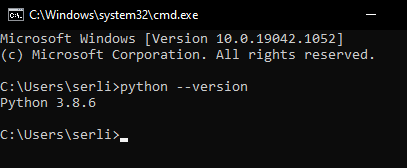 C:\Windows\system32\cmd.exe
Microsoft Windows [Version 10.0.19042.1052]
(c) Microsoft Corporation. All rights reserved.
C:\Users\serli>python --version
Python 3.8.6
C:\Users\serli>